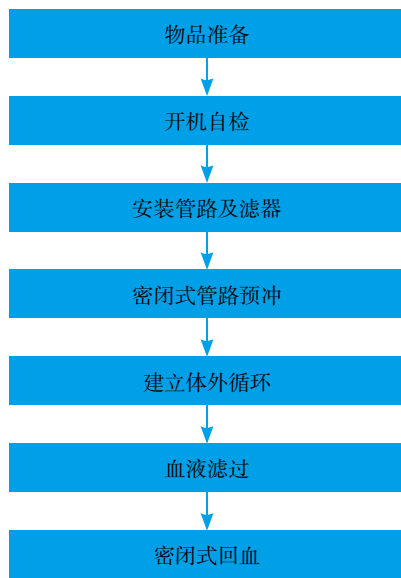 物品准备
开机自检
安装管路及滤器
密闭式管路预冲
建立体外循环
血液滤过
密闭式回血